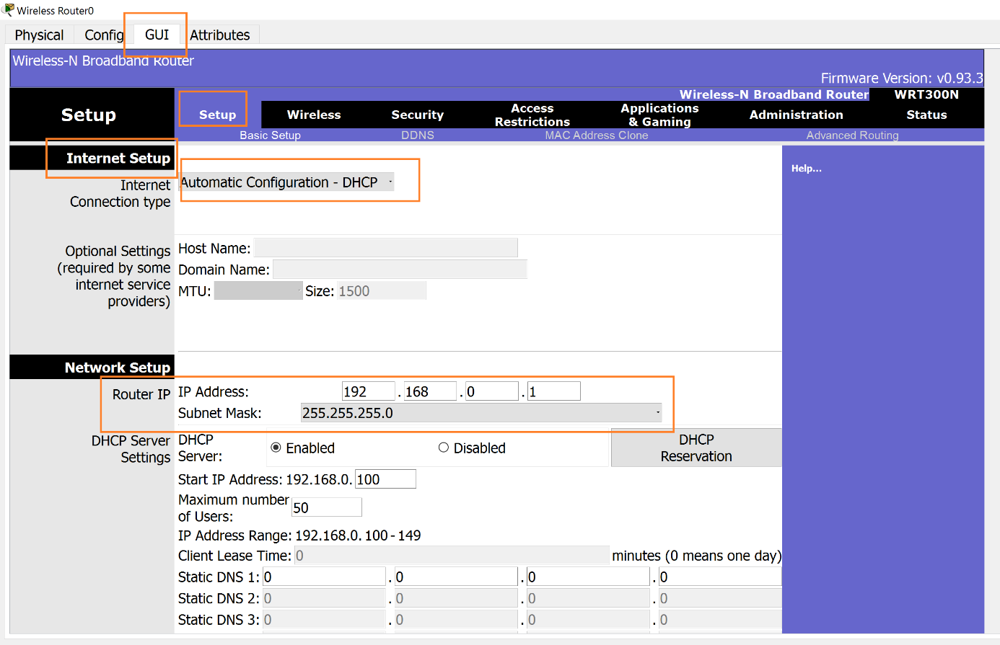 Wireless Router0
Physical Config GUI Attributes
Wireless-N Broadband Router
Firmware Version: v0.93.3
Wireless-N Broadband Router WRT300N
Setup
Setup Wireless Security Access Restrictions Applications & Gaming Administration Status
Basic Setup DDNS MAC Address Clone Advanced Routing
Internet Setup
Help...
Internet
Connection type
Automatic Configuration - DHCP
Optional Settings
(required by some
internet service
providers)
Host Name:
Domain Name:
MTU: Size: 1500
Network Setup
Router IP
IP Address: 192 . 168 . 0 . 1
Subnet Mask: 255.255.255.0
DHCP Server
Settings
DHCP
Server:
Enabled Disabled
DHCP
Reservation
Start IP Address: 192.168.0. 100
Maximum number
of Users:
50
IP Address Range: 192.168.0. 100 - 149
Client Lease Time: 0 minutes (0 means one day)
Static DNS 1: 0 . 0 . 0 . 0
Static DNS 2: 0 . 0 . 0 . 0
Static DNS 3: 0 . 0 . 0 . 0